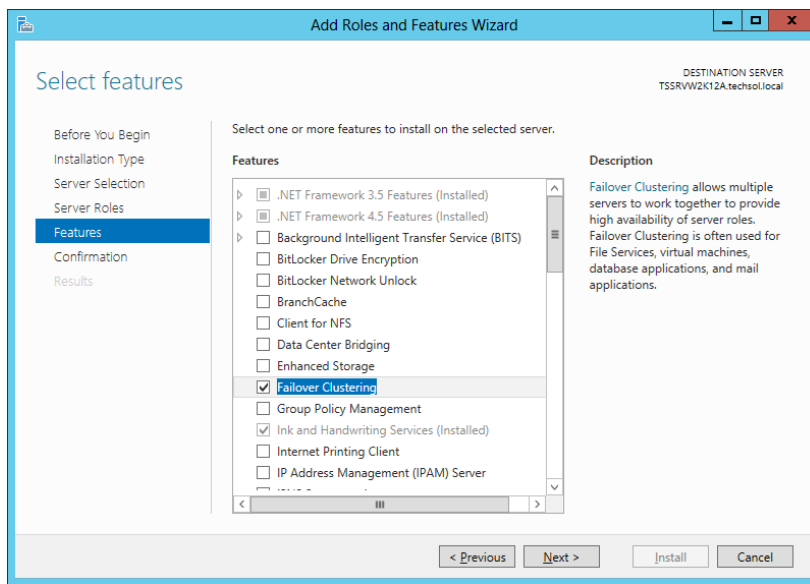 Add Roles and Features Wizard
Select features
DESTINATION SERVER
TSSRVW2K12A.techsol.local
Before You Begin
Installation Type
Server Selection
Server Roles
Features
Confirmation
Results
Select one or more features to install on the selected server.
Features
.NET Framework 3.5 Features (Installed)
.NET Framework 4.5 Features (Installed)
Background Intelligent Transfer Service (BITS)
BitLocker Drive Encryption
BitLocker Network Unlock
BranchCache
Client for NFS
Data Center Bridging
Enhanced Storage
Failover Clustering
Group Policy Management
Ink and Handwriting Services (Installed)
Internet Printing Client
IP Address Management (IPAM) Server
Description
Failover Clustering allows multiple
servers to work together to provide
high availability of server roles.
Failover Clustering is often used for
File Services, virtual machines,
database applications, and mail
applications.
< Previous
Next >
Install
Cancel